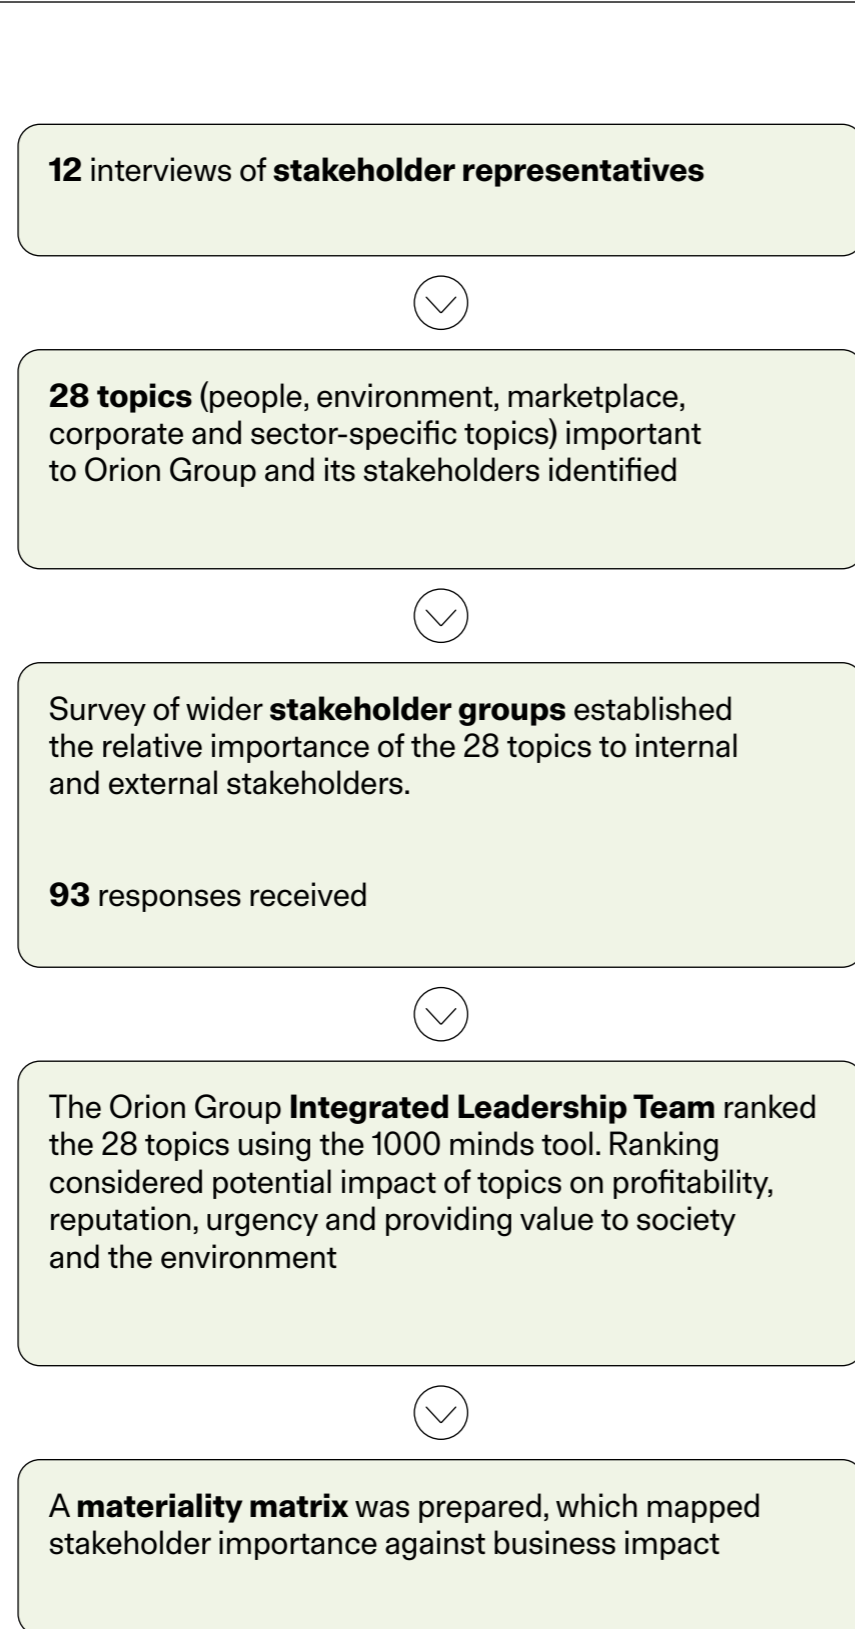 12 interviews of stakeholder representatives
28 topics (people, environment, marketplace,
corporate and sector-specific topics) important
to Orion Group and its stakeholders identified
Survey of wider stakeholder groups established
the relative importance of the 28 topics to internal
and external stakeholders.
93 responses received
The Orion Group Integrated Leadership Team ranked
the 28 topics using the 1000 minds tool. Ranking
considered potential impact of topics on profitability,
reputation, urgency and providing value to society
and the environment
A materiality matrix was prepared, which mapped
stakeholder importance against business impact